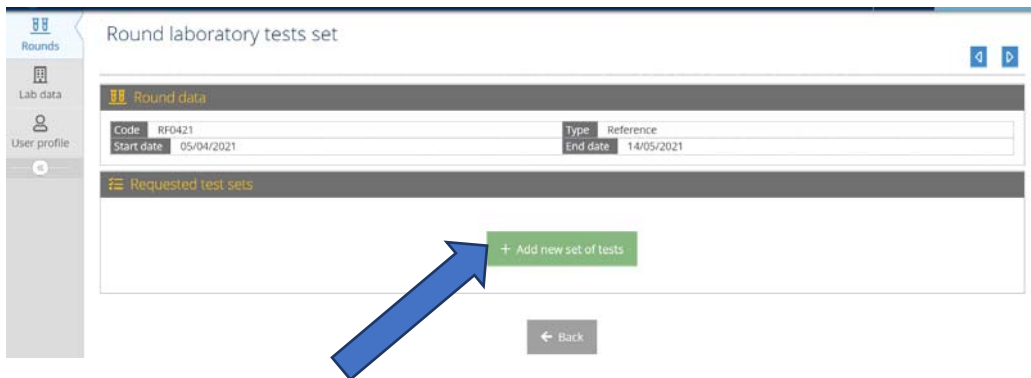 Rounds
Lab data
User profile
Round laboratory tests set
Round data
Code RF0421 Type Reference
Start date 05/04/2021 End date 14/05/2021
Requested test sets
+ Add new set of tests
← Back